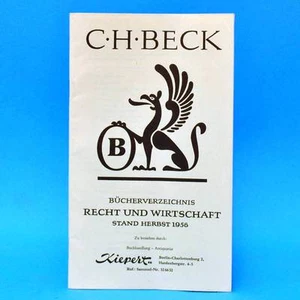 C·H·BECK
B
BÜCHERVERZEICHNIS
RECHT UND WIRTSCHAFT
STAND HERBST 1956
Zu beziehen durch:
Buchhandlung - Antiquariat
Kiepert
Berlin-Charlottenburg 2,
Hardenbergstr. 4-5